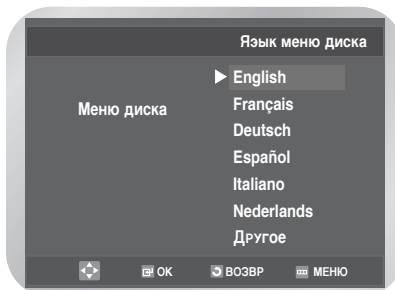 Язык меню диска
English
Меню диска
Français
Deutsch
Español
Italiano
Nederlands
Другое
OK ВОЗВР МЕНЮ